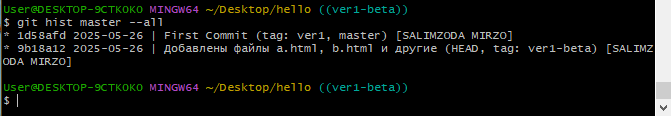 User@DESKTOP-9CTKOKO MINGW64 ~/Desktop/hello ((ver1-beta))
$ git hist master --all
* 1d58afd 2025-05-26 | First Commit (tag: ver1, master) [SALIMZODA MIRZO]
* 9b18a12 2025-05-26 | Добавлены файлы a.html, b.html и другие (HEAD, tag: ver1-beta) [SALIMZ
ODA MIRZO]
User@DESKTOP-9CTKOKO MINGW64 ~/Desktop/hello ((ver1-beta))
$